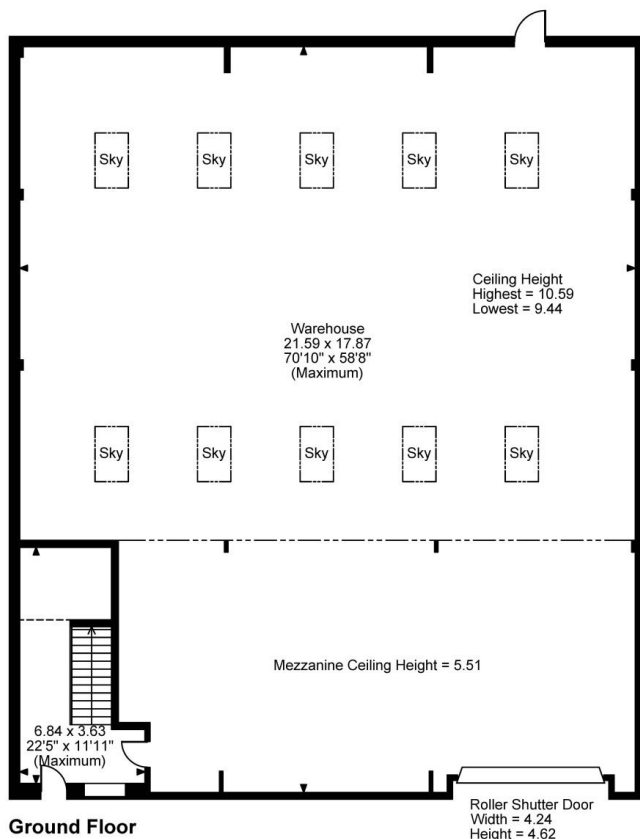 Sky Sky Sky Sky Sky
Ceiling Height
Highest = 10.59
Lowest = 9.44
Warehouse
21.59 x 17.87
70'10" x 58'8"
(Maximum)
Sky Sky Sky Sky Sky
Mezzanine Ceiling Height = 5.51
6.84 x 3.63
22'5" x 11'11"
(Maximum)
Roller Shutter Door
Width = 4.24
Height = 4.62
Ground Floor